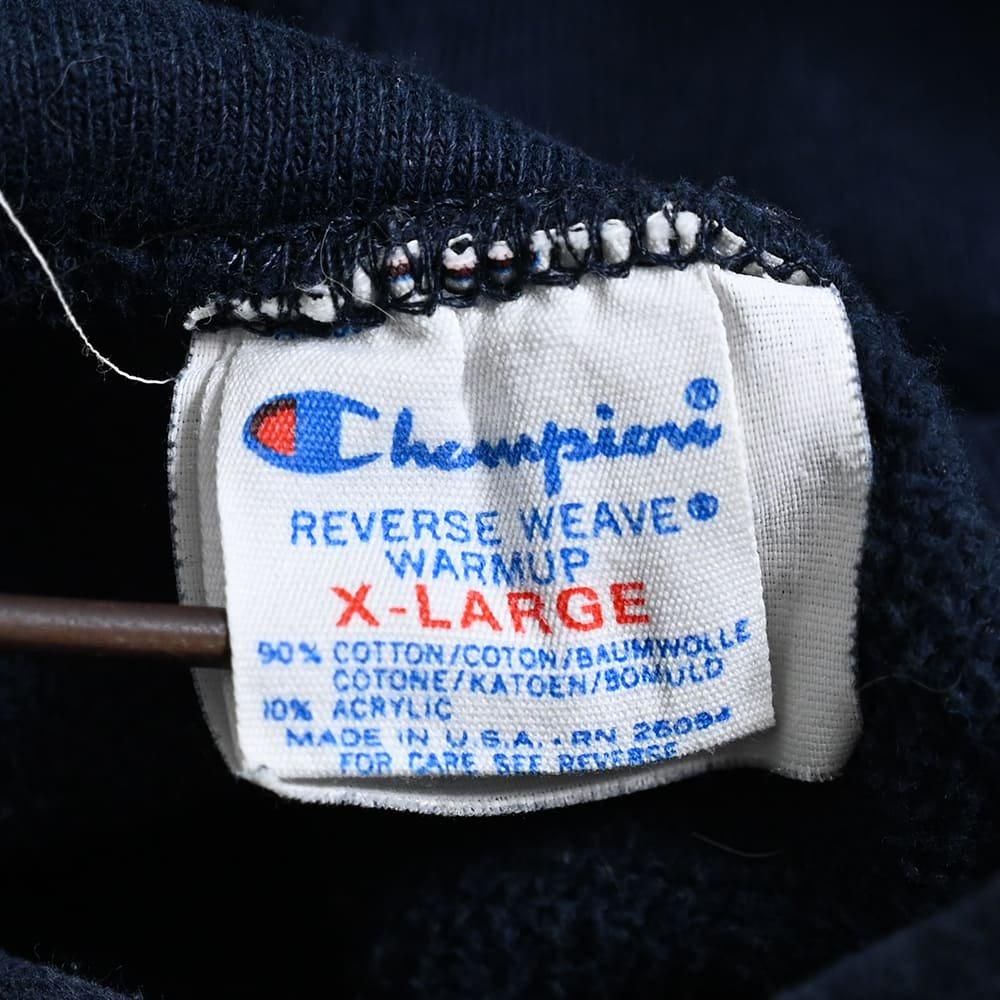 Champion®
REVERSE WEAVE®
WARMUP
X-LARGE
90% COTTON/COTON/BAUMWOLLE
COTONE/KATOEN/BOMULD
10% ACRYLIC
MADE IN U.S.A. • RN 26094
FOR CARE SEE REVERSE